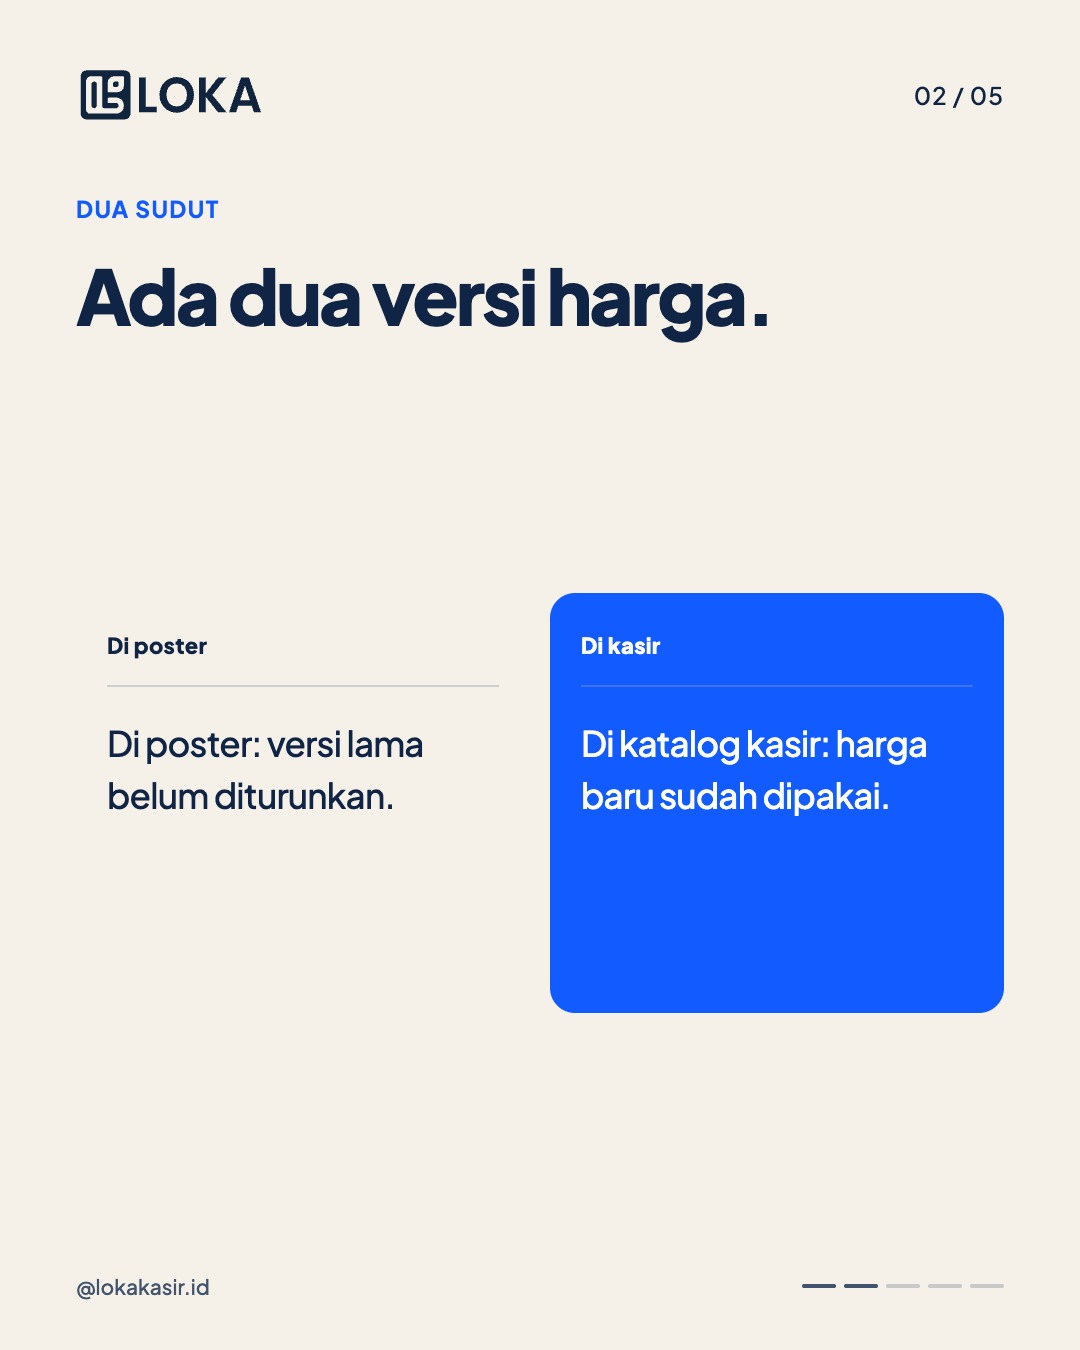 LOKA
02 / 05
DUA SUDUT
Ada dua versi harga.
Di poster
Di poster: versi lama
belum diturunkan.
Di kasir
Di katalog kasir: harga
baru sudah dipakai.
@lokakasir.id